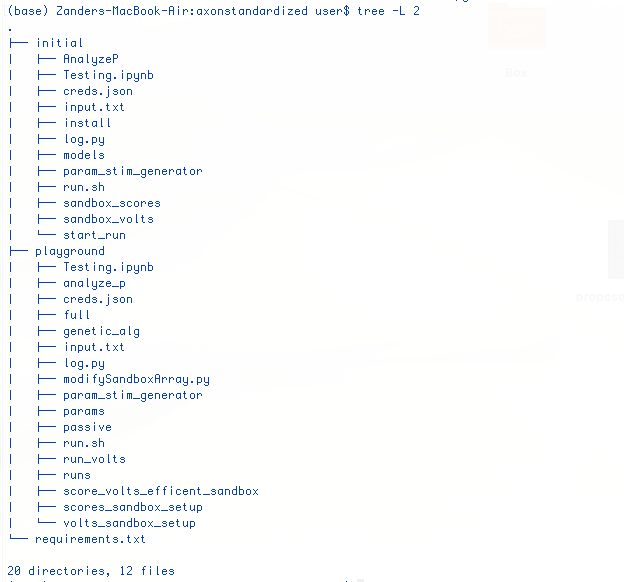 (base) Zanders-MacBook-Air:axonstandardized user$ tree -L 2
.
├── initial
│   ├── AnalyzeP
│   ├── Testing.ipynb
│   ├── creds.json
│   ├── input.txt
│   ├── install
│   ├── log.py
│   ├── models
│   ├── param_stim_generator
│   ├── run.sh
│   ├── sandbox_scores
│   ├── sandbox_volts
│   └── start_run
├── playground
│   ├── Testing.ipynb
│   ├── analyze_p
│   ├── creds.json
│   ├── full
│   ├── genetic_alg
│   ├── input.txt
│   ├── log.py
│   ├── modifySandboxArray.py
│   ├── param_stim_generator
│   ├── params
│   ├── passive
│   ├── run.sh
│   ├── run_volts
│   ├── runs
│   ├── score_volts_efficent_sandbox
│   ├── scores_sandbox_setup
│   └── volts_sandbox_setup
└── requirements.txt
20 directories, 12 files
Box